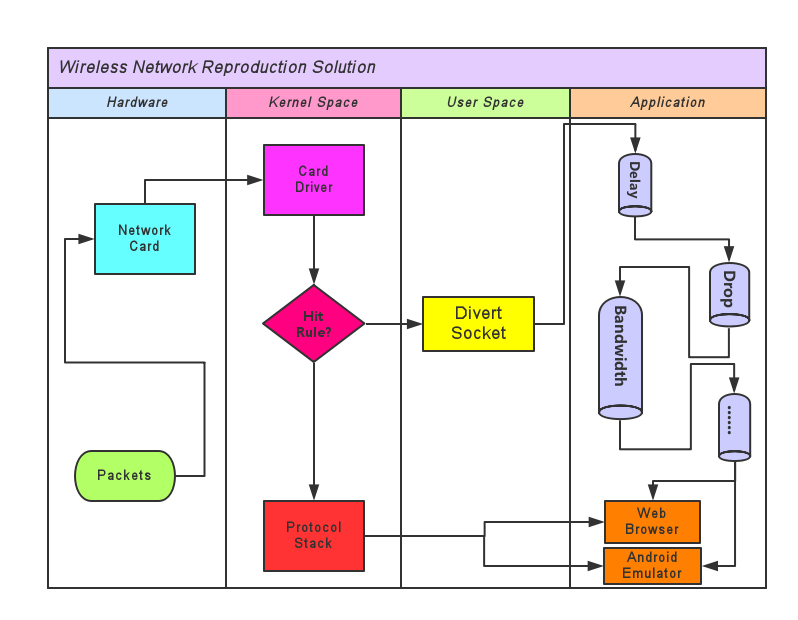 Wireless Network Reproduction Solution
Hardware
Kernel Space
User Space
Application
Card
Driver
Delay
Network
Card
Drop
Hit
Rule?
Divert
Socket
Bandwidth
......
Packets
Protocol
Stack
Web
Browser
Android
Emulator